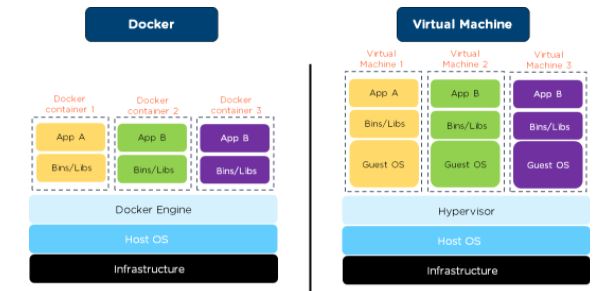 Docker
Docker
container 1
Docker
container 2
Docker
container 3
App A
App B
App B
Bins/Libs
Bins/Libs
Bins/Libs
Docker Engine
Host OS
Infrastructure
Virtual Machine
Virtual
Machine 1
Virtual
Machine 2
Virtual
Machine 3
App A
App B
App B
Bins/Libs
Bins/Libs
Bins/Libs
Guest OS
Guest OS
Guest OS
Hypervisor
Host OS
Infrastructure